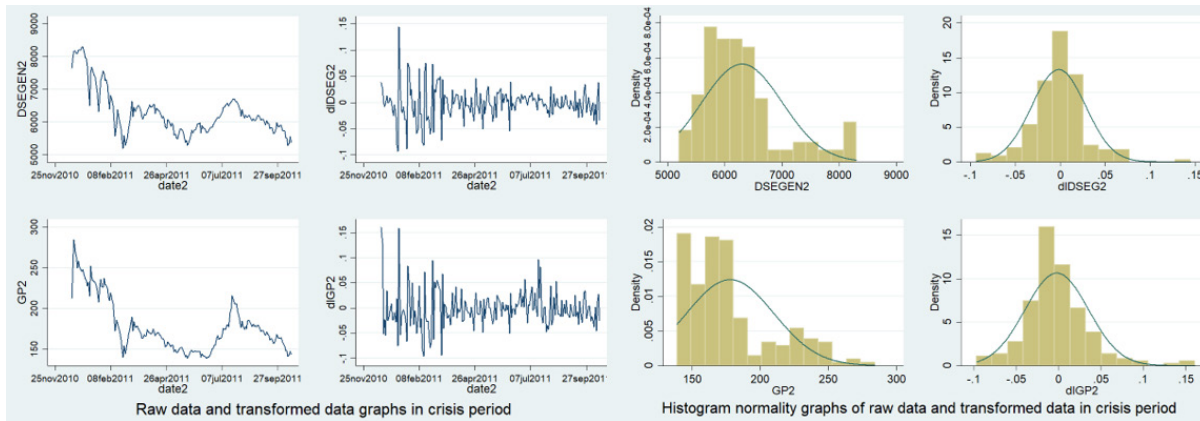 DSEGEN2
5000 6000 7000 8000 9000
25nov2010 08feb2011 26apr2011 07jul2011 27sep2011
date2
dlDSEG2
-.1 -.05 0 .05 .1 .15
25nov2010 08feb2011 26apr2011 07jul2011 27sep2011
date2
Density
0 2.0e-04 4.0e-04 6.0e-04 8.0e-04
5000 6000 7000 8000 9000
DSEGEN2
Density
0 5 10 15 20
-.1 -.05 0 .05 .1 .15
dlDSEG2
GP2
150 200 250 300
25nov2010 08feb2011 26apr2011 07jul2011 27sep2011
date2
dlGP2
-.1 -.05 0 .05 .1 .15
25nov2010 08feb2011 26apr2011 07jul2011 27sep2011
date2
Density
0 .005 .01 .015 .02
150 200 250 300
GP2
Density
0 5 10 15
-.1 -.05 0 .05 .1 .15
dlGP2
Raw data and transformed data graphs in crisis period
Histogram normality graphs of raw data and transformed data in crisis period